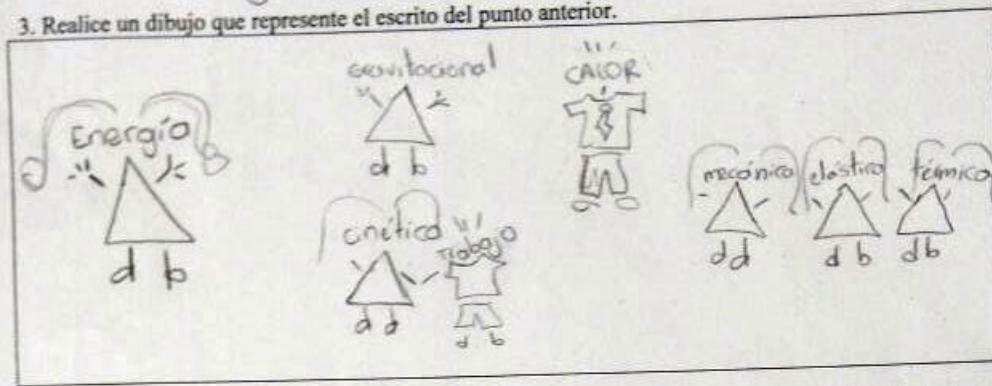 3. Realice un dibujo que represente el escrito del punto anterior.
Energía
gravitacional
CALOR
cinética
trabajo
mecánica
elástica
térmica